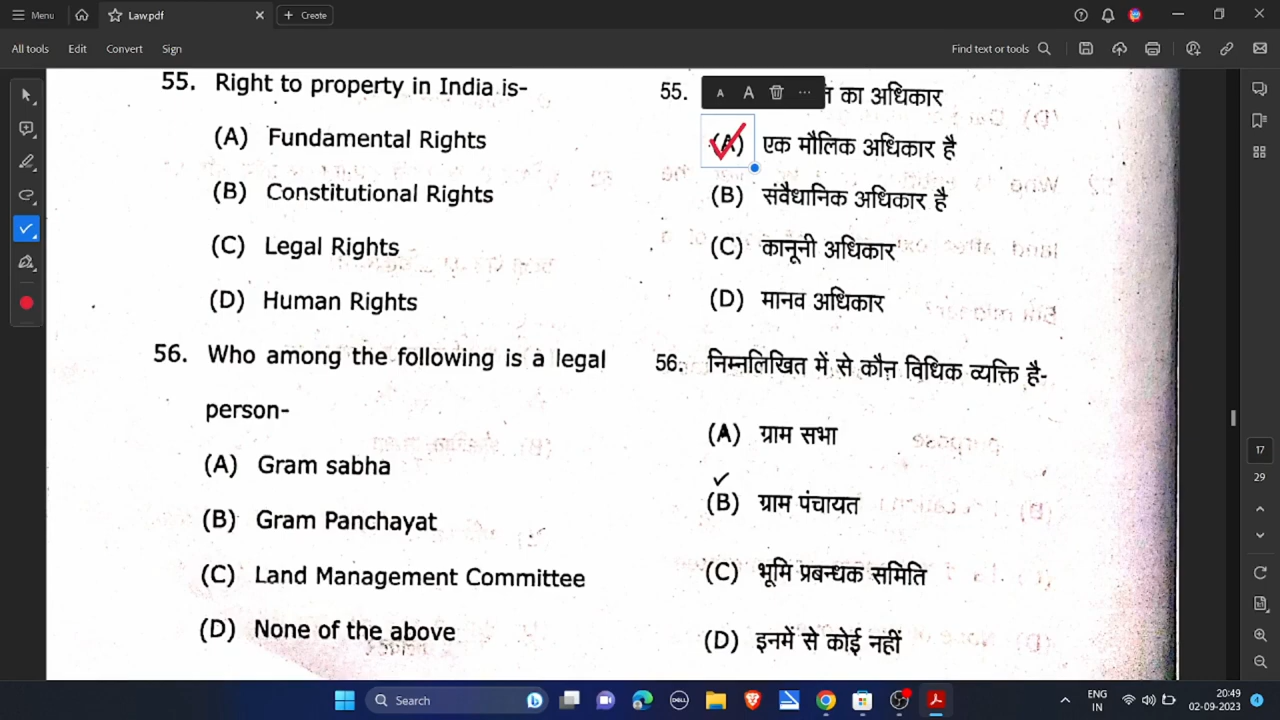 Menu
Law.pdf
Create
All tools Edit Convert Sign
Find text or tools
55. Right to property in India is-
(A) Fundamental Rights
(B) Constitutional Rights
(C) Legal Rights
(D) Human Rights
56. Who among the following is a legal
person-
(A) Gram sabha
(B) Gram Panchayat
(C) Land Management Committee
(D) None of the above
55. का अधिकार
(A) एक मौलिक अधिकार है
(B) संवैधानिक अधिकार है
(C) कानूनी अधिकार
(D) मानव अधिकार
56. निम्नलिखित में से कौन विधिक व्यक्ति है-
(A) ग्राम सभा
(B) ग्राम पंचायत
(C) भूमि प्रबन्धक समिति
(D) इनमें से कोई नहीं
17
29
Search
DELL
ENG
IN
20:49
02-09-2023